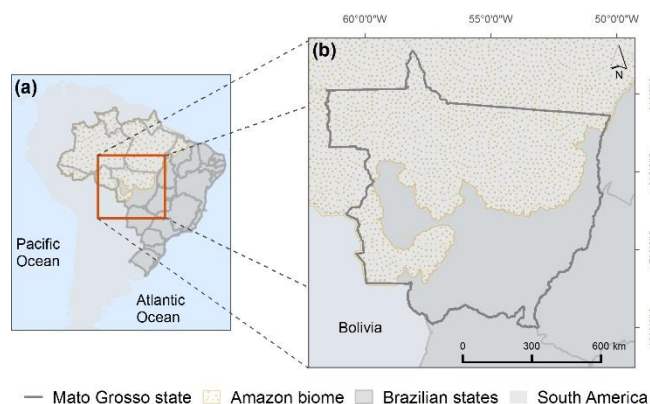 60°0'0"W 55°0'0"W 50°0'0"W
(b)
N
(a)
Pacific
Ocean
Atlantic
Ocean
Bolivia
0 300 600 km
Mato Grosso state Amazon biome Brazilian states South America